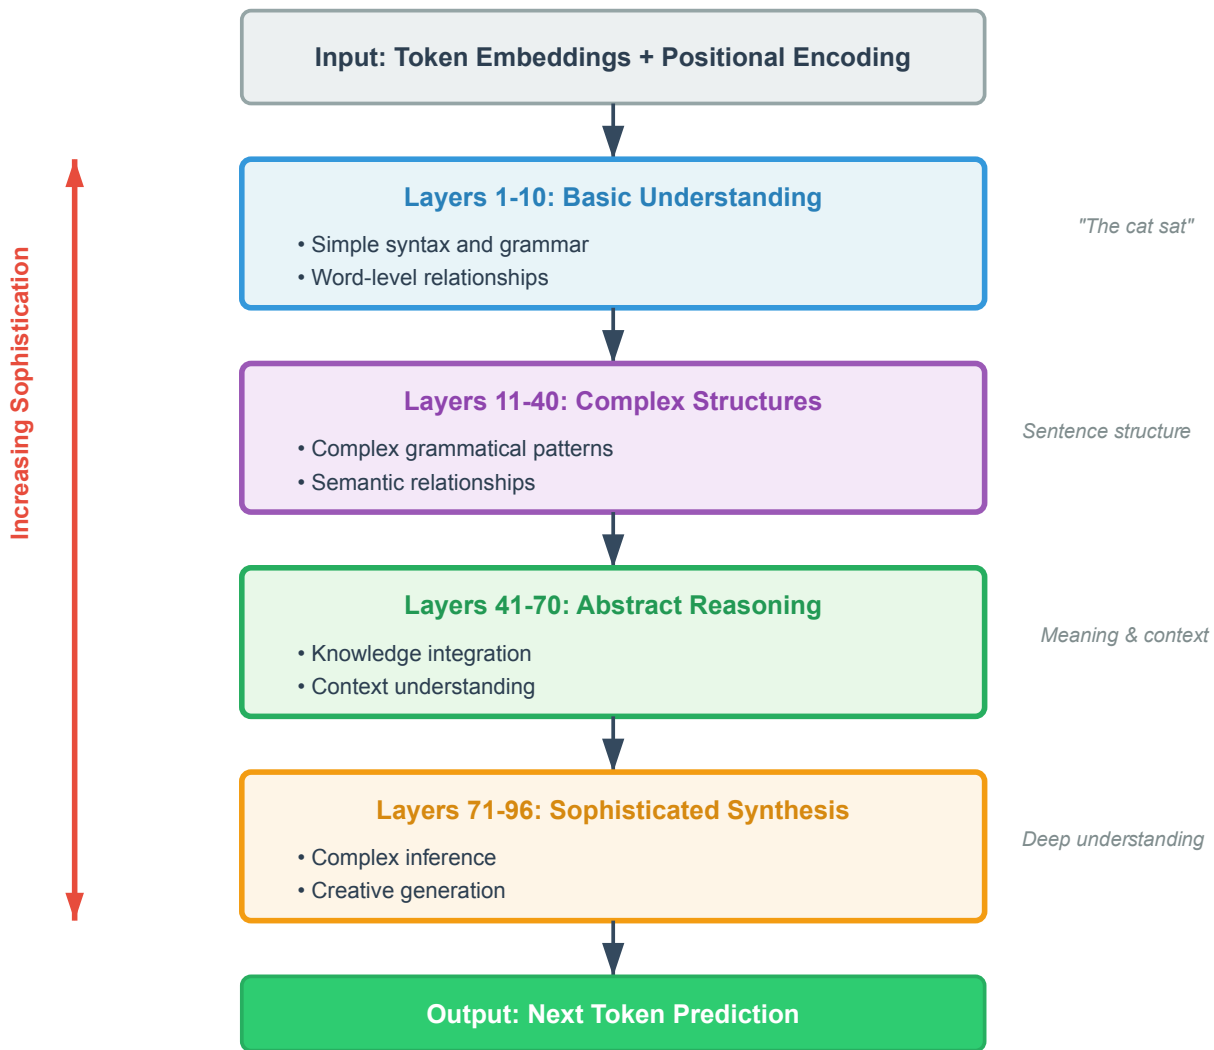 Input: Token Embeddings + Positional Encoding
Increasing Sophistication
Layers 1-10: Basic Understanding
• Simple syntax and grammar
• Word-level relationships
"The cat sat"
Layers 11-40: Complex Structures
• Complex grammatical patterns
• Semantic relationships
Sentence structure
Layers 41-70: Abstract Reasoning
• Knowledge integration
• Context understanding
Meaning & context
Layers 71-96: Sophisticated Synthesis
• Complex inference
• Creative generation
Deep understanding
Output: Next Token Prediction